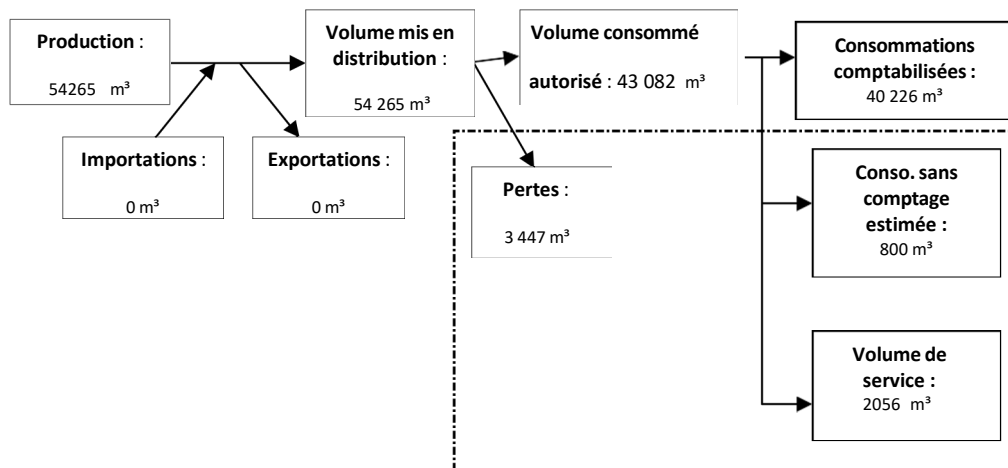 Production :
54265 m³
Volume mis en
distribution :
54 265 m³
Volume consommé
autorisé : 43 082 m³
Consommations
comptabilisées :
40 226 m³
Importations :
0 m³
Exportations :
0 m³
Pertes :
3 447 m³
Conso. sans
comptage
estimée :
800 m³
Volume de
service :
2056 m³